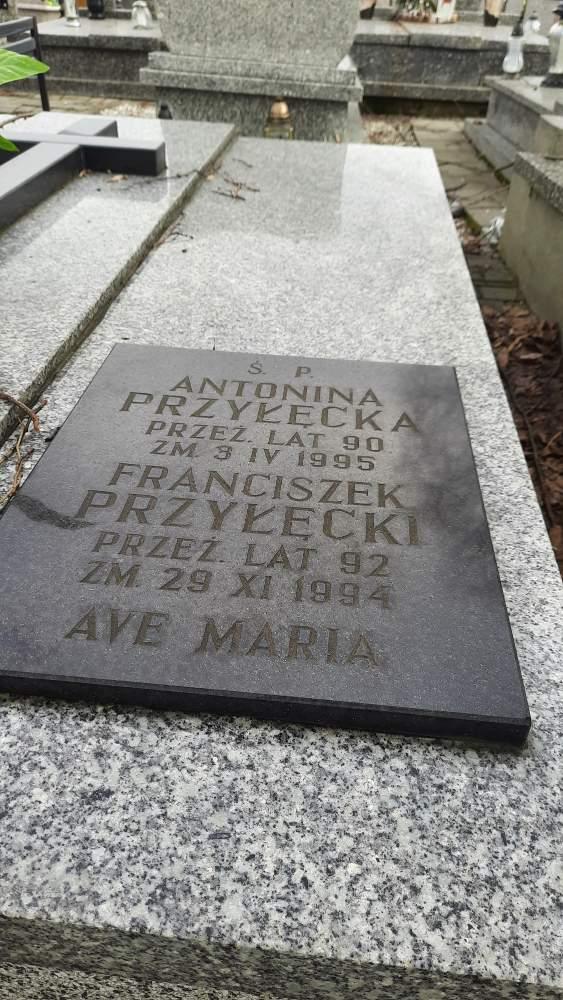 Ś. P.
ANTONINA
PRZYŁĘCKA
PRZEŻ. LAT 90
ZM. 3 IV 1995
FRANCISZEK
PRZYŁĘCKI
PRZEŻ. LAT 92
ZM. 29 XI 1994
AVE MARIA